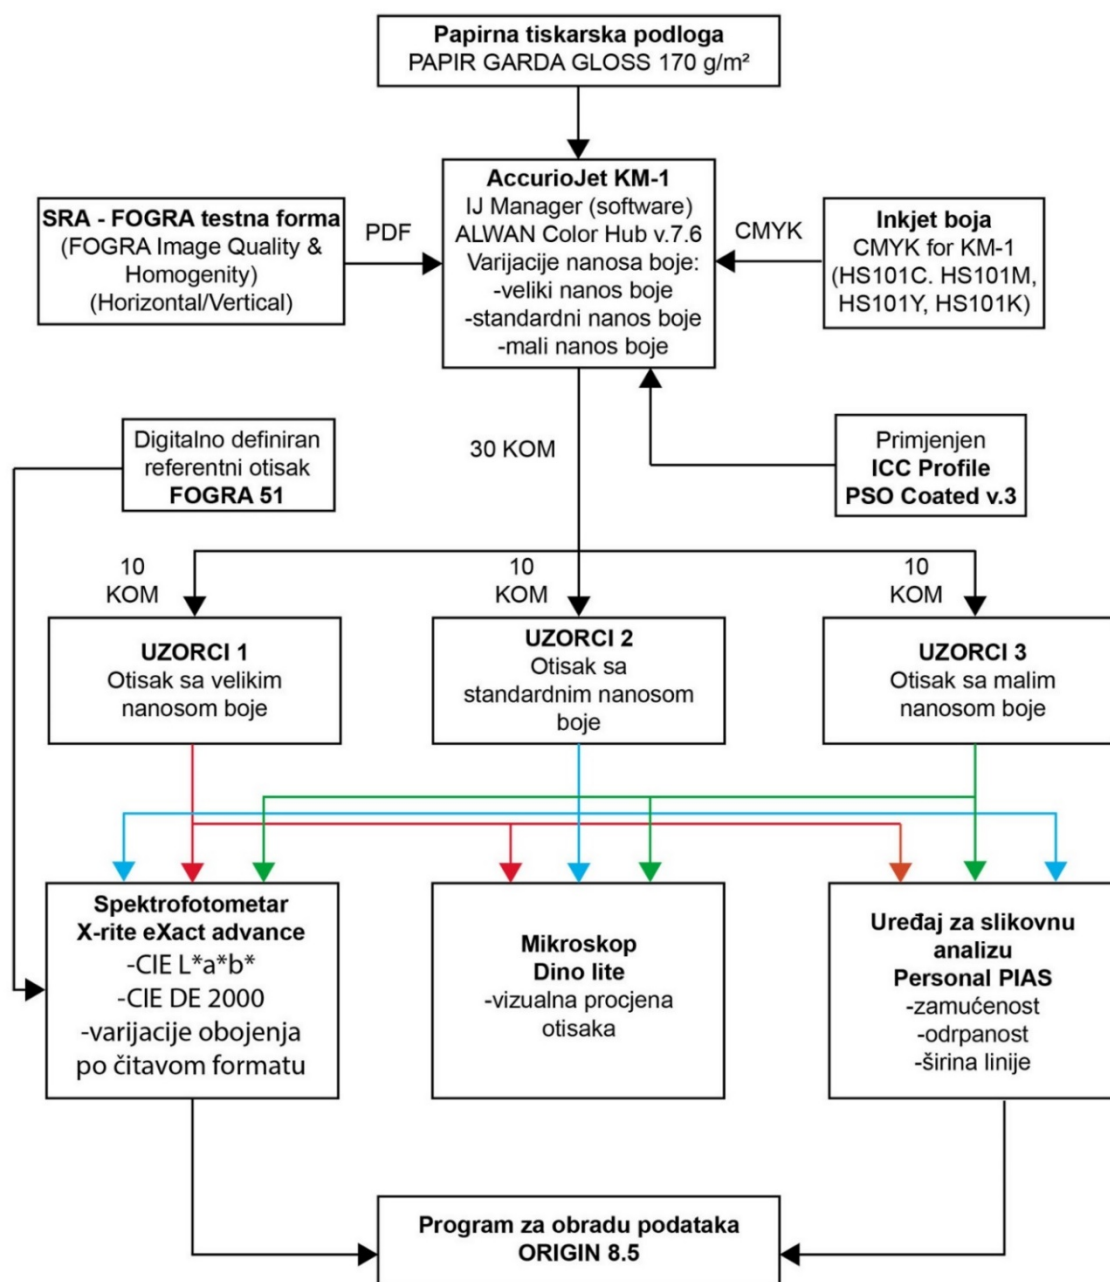 Papirna tiskarska podloga
PAPIR GARDA GLOSS 170 g/m²
SRA - FOGRA testna forma
(FOGRA Image Quality &
Homogenity)
(Horizontal/Vertical)
PDF
AccurioJet KM-1
IJ Manager (software)
ALWAN Color Hub v.7.6
Varijacije nanosa boje:
-veliki nanos boje
-standardni nanos boje
-mali nanos boje
CMYK
Inkjet boja
CMYK for KM-1
(HS101C. HS101M,
HS101Y, HS101K)
Digitalno definiran
referentni otisak
FOGRA 51
30 KOM
Primjenjen
ICC Profile
PSO Coated v.3
10
KOM
10
KOM
10
KOM
UZORCI 1
Otisak sa velikim
nanosom boje
UZORCI 2
Otisak sa
standardnim nanosom
boje
UZORCI 3
Otisak sa malim
nanosom boje
Spektrofotometar
X-rite eXact advance
-CIE L*a*b*
-CIE DE 2000
-varijacije obojenja
po čitavom formatu
Mikroskop
Dino lite
-vizualna procjena
otisaka
Uređaj za slikovnu
analizu
Personal PIAS
-zamućenost
-odrpanost
-širina linije
Program za obradu podataka
ORIGIN 8.5